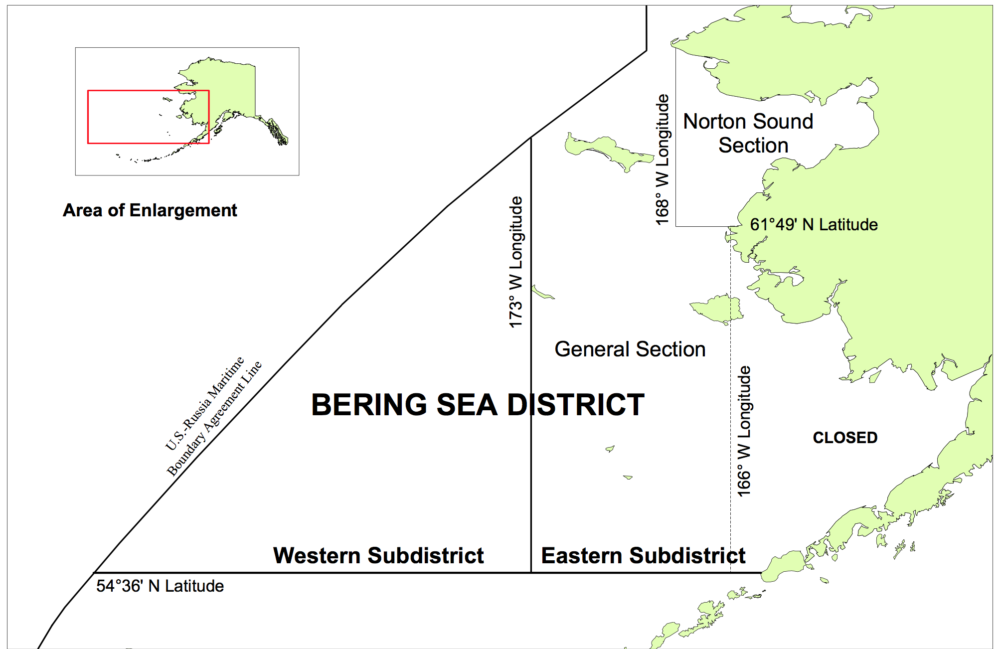 Area of Enlargement
168° W Longitude
Norton Sound
Section
61°49' N Latitude
173° W Longitude
General Section
U.S.-Russia Maritime
Boundary Agreement Line
BERING SEA DISTRICT
166° W Longitude
CLOSED
Western Subdistrict
Eastern Subdistrict
54°36' N Latitude